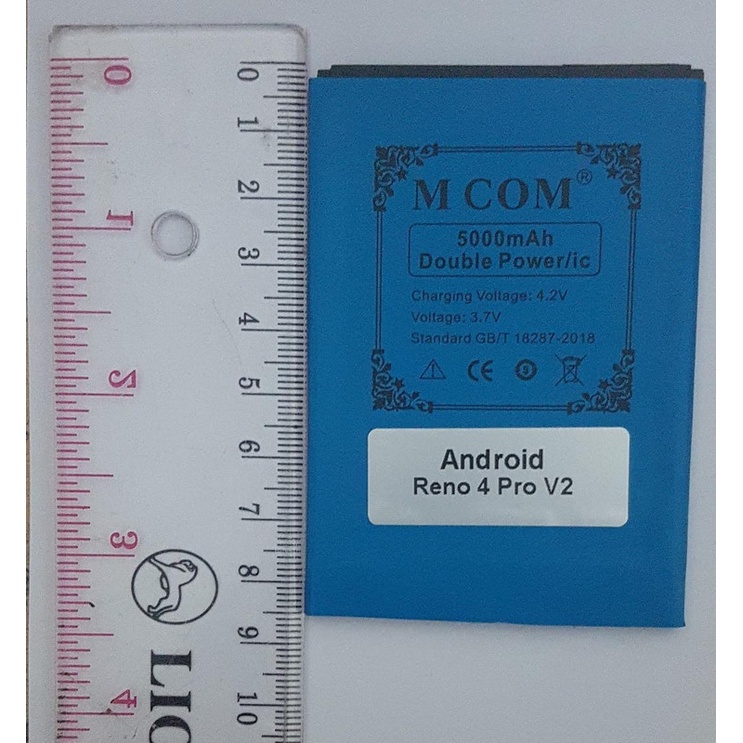 0
1
2
3
4
0
1
2
3
4
5
6
7
8
9
10
LIO
M COM®
5000mAh
Double Power/ic
Charging Voltage: 4.2V
Voltage: 3.7V
Standard GB/T 18287-2018
CE
Android
Reno 4 Pro V2